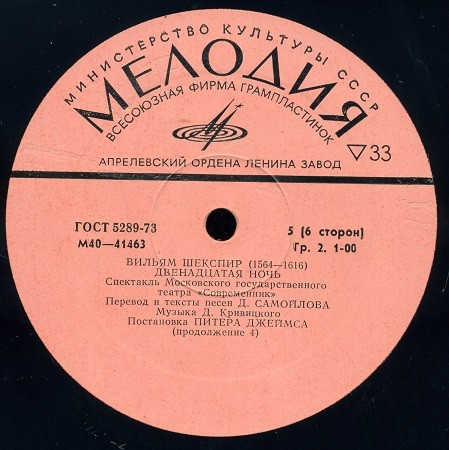 МИНИСТЕРСТВО КУЛЬТУРЫ СССР
МЕЛОДИЯ
ВСЕСОЮЗНАЯ ФИРМА ГРАМПЛАСТИНОК
АПРЕЛЕВСКИЙ ОРДЕНА ЛЕНИНА ЗАВОД
▽33
ГОСТ 5289-73
М40—41463
5 (6 сторон)
Гр. 2. 1-00
ВИЛЬЯМ ШЕКСПИР (1564—1616)
ДВЕНАДЦАТАЯ НОЧЬ
Спектакль Московского государственного
театра «Современник»
Перевод и тексты песен Д. САМОЙЛОВА
Музыка Д. Кривицкого
Постановка ПИТЕРА ДЖЕЙМСА
(продолжение 4)